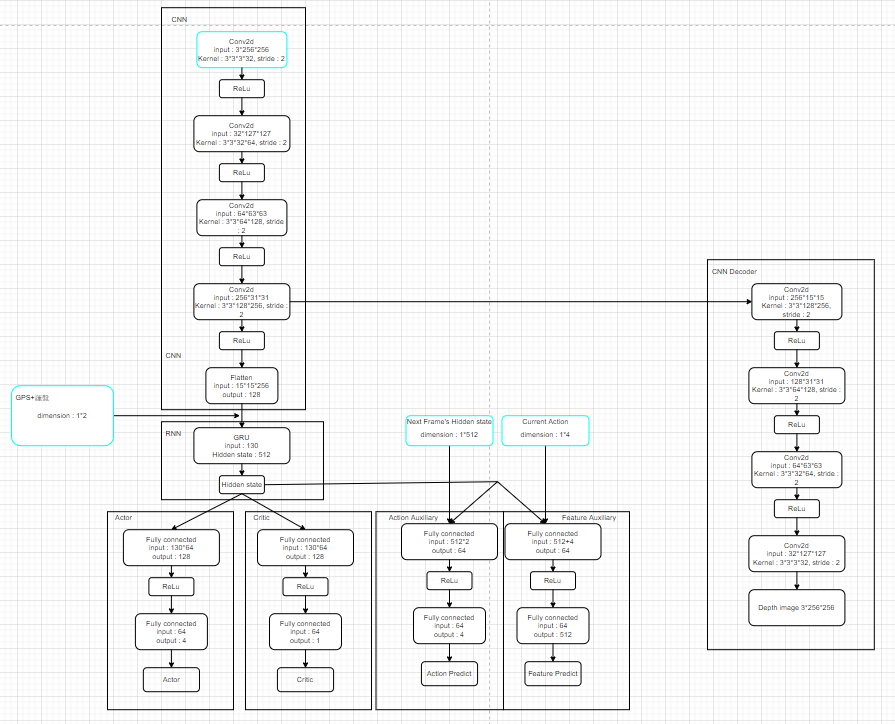 CNN
Conv2d
input : 3*256*256
Kernel : 3*3*3*32, stride : 2
ReLu
Conv2d
input : 32*127*127
Kernel : 3*3*32*64, stride : 2
ReLu
Conv2d
input : 64*63*63
Kernel : 3*3*64*128, stride
: 2
ReLu
Conv2d
input : 256*31*31
Kernel : 3*3*128*256, stride :
2
ReLu
CNN
Flatten
input : 15*15*256
output : 128
GPS+羅盤
dimension : 1*2
RNN
GRU
input : 130
Hidden state : 512
Hidden state
Next Frame's Hidden state
dimension : 1*512
Current Action
dimension : 1*4
Actor
Fully connected
input : 130*64
output : 128
ReLu
Fully connected
input : 64
output : 4
Actor
Critic
Fully connected
input : 130*64
output : 128
ReLu
Fully connected
input : 64
output : 1
Critic
Action Auxiliary
Fully connected
input : 512*2
output : 64
ReLu
Fully connected
input : 64
output : 4
Action Predict
Feature Auxiliary
Fully connected
input : 512+4
output : 64
ReLu
Fully connected
input : 64
output : 512
Feature Predict
CNN Decoder
Conv2d
input : 256*15*15
Kernel : 3*3*128*256,
stride : 2
ReLu
Conv2d
input : 128*31*31
Kernel : 3*3*64*128, stride :
2
ReLu
Conv2d
input : 64*63*63
Kernel : 3*3*32*64, stride :
2
ReLu
Conv2d
input : 32*127*127
Kernel : 3*3*3*32, stride : 2
Depth image 3*256*256